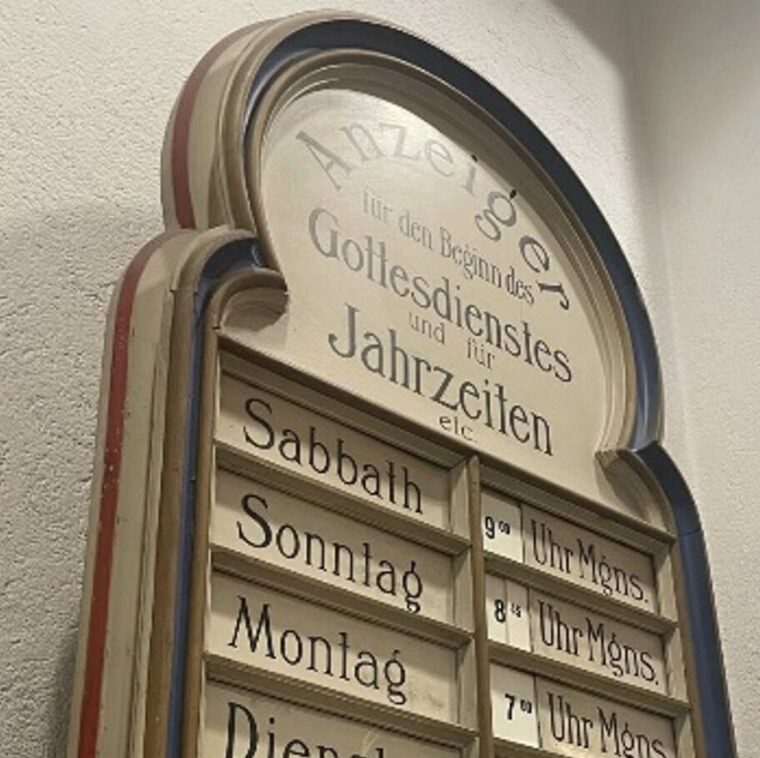 Anzeiger
für den Beginn des
Gottesdienstes
und für
Jahrzeiten
etc.
Sabbath 9 00 Uhr Mgns.
Sonntag 8 15 Uhr Mgns.
Montag 7 00 Uhr Mgns.